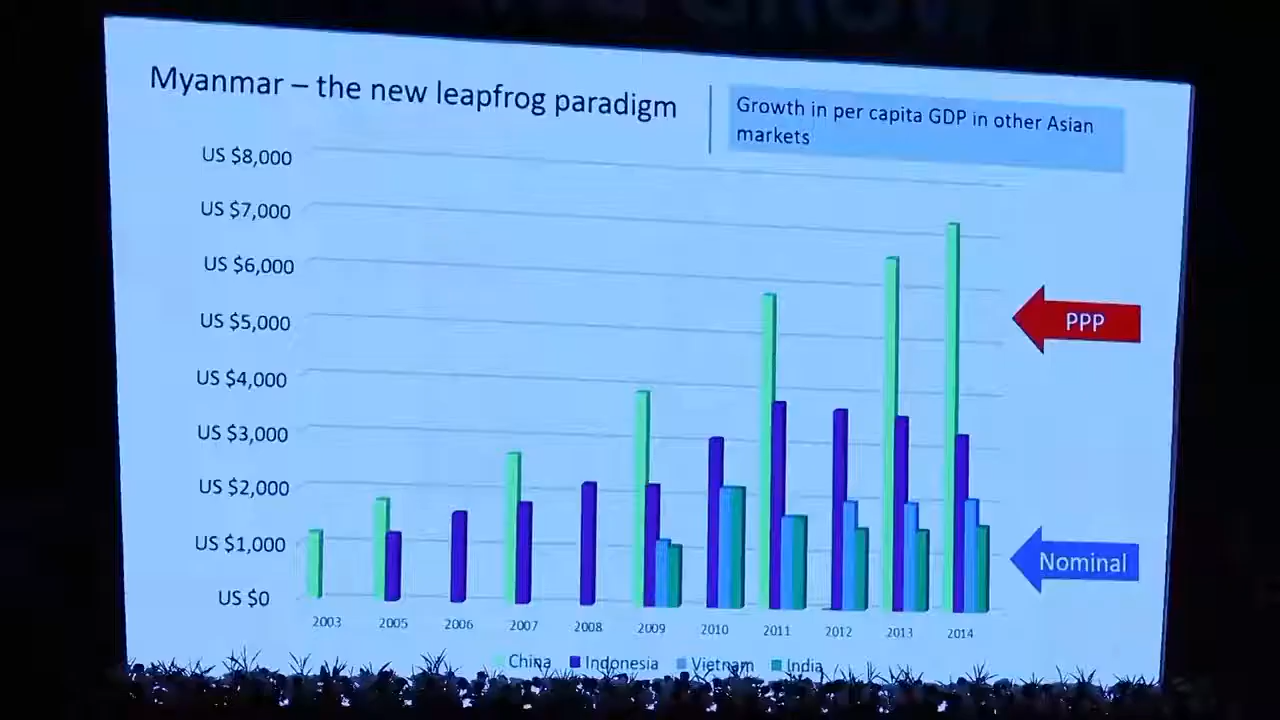 Myanmar – the new leapfrog paradigm
Growth in per capita GDP in other Asian
markets
US $8,000
US $7,000
US $6,000
US $5,000
US $4,000
US $3,000
US $2,000
US $1,000
US $0
PPP
Nominal
2003 2005 2006 2007 2008 2009 2010 2011 2012 2013 2014
China Indonesia Vietnam India